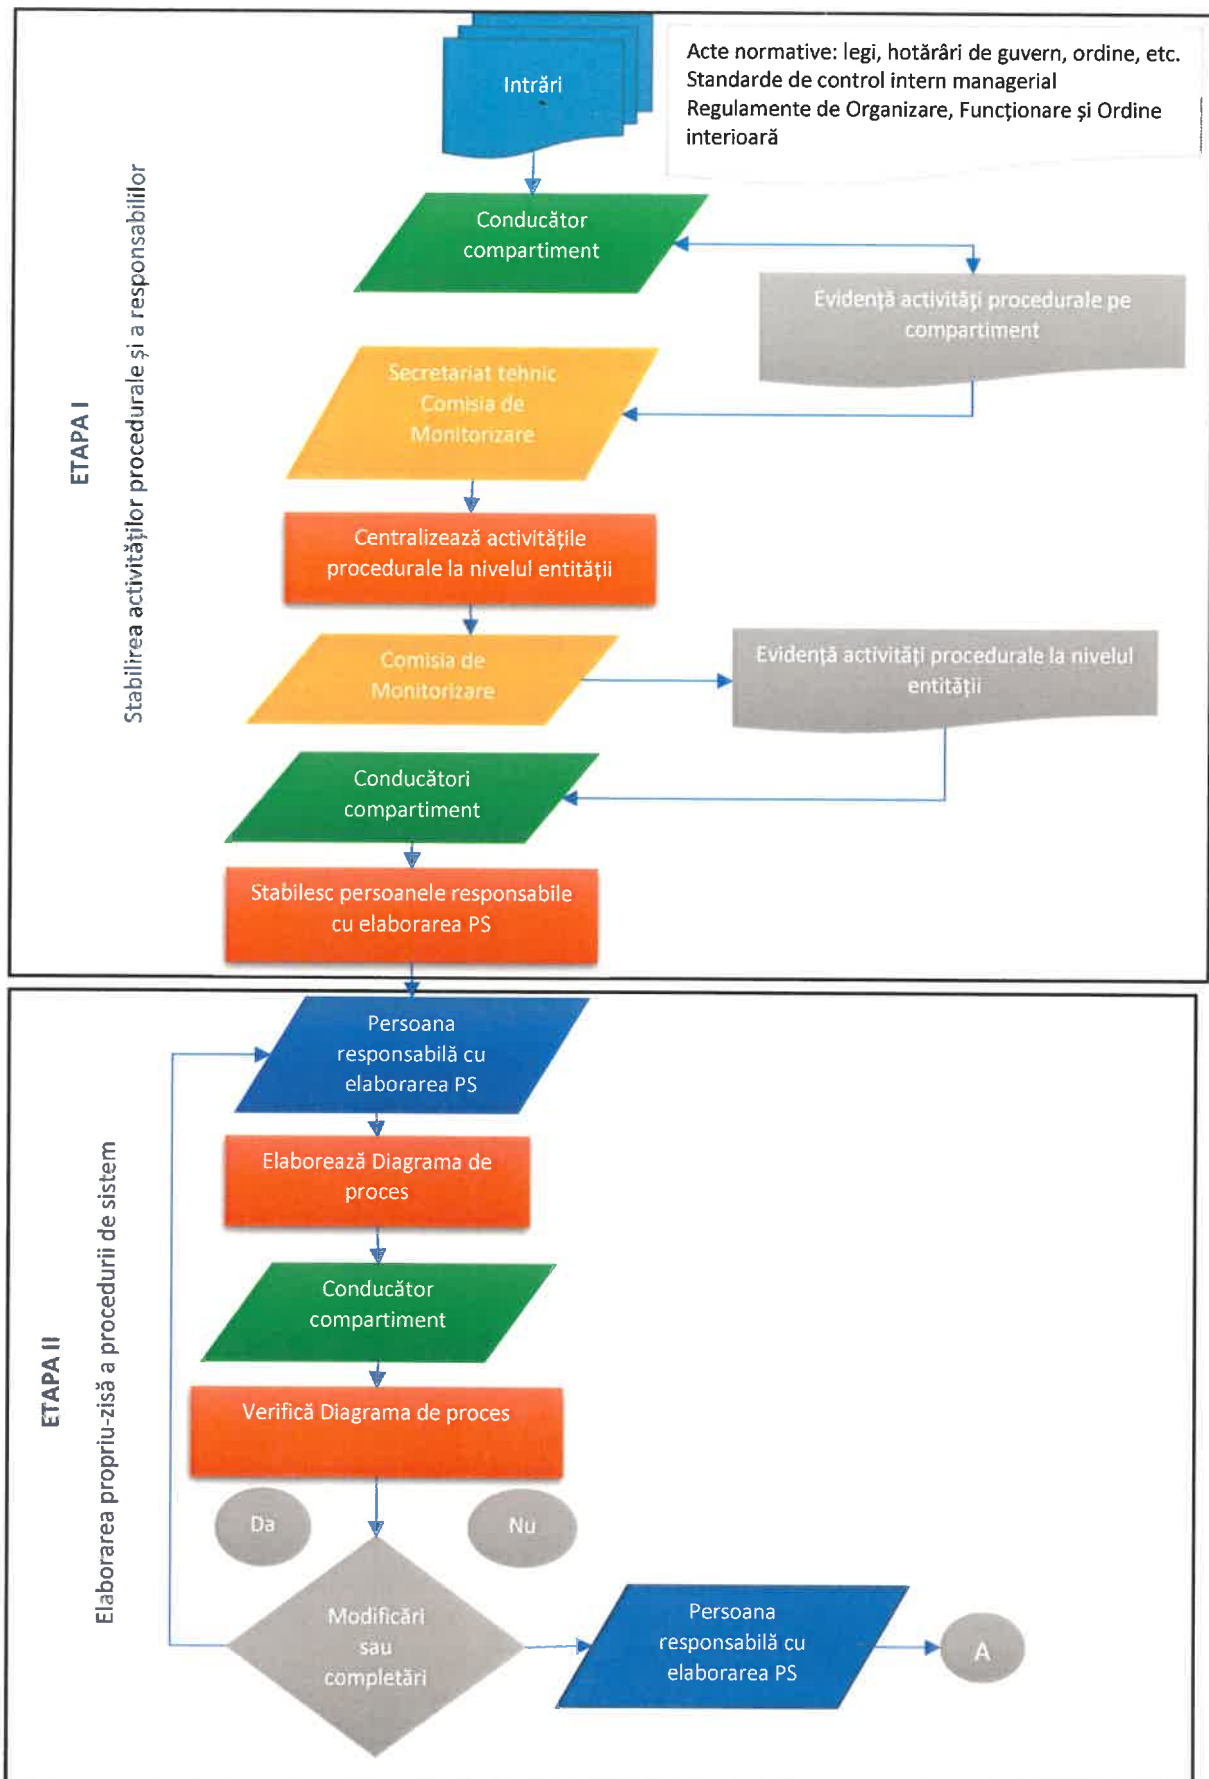 Intrări
Acte normative: legi, hotărâri de guvern, ordine, etc.
Standarde de control intern managerial
Regulamente de Organizare, Funcționare și Ordine
interioară
ETAPA I
Stabilirea activităților procedurale și a responsabililor
Conducător
compartiment
Evidență activități procedurale pe
compartiment
Secretariat tehnic
Comisia de
Monitorizare
Centralizează activitățile
procedurale la nivelul entității
Comisia de
Monitorizare
Evidență activități procedurale la nivelul
entității
Conducători
compartiment
Stabilesc persoanele responsabile
cu elaborarea PS
ETAPA II
Elaborarea propriu-zisă a procedurii de sistem
Persoana
responsabilă cu
elaborarea PS
Elaborează Diagrama de
proces
Conducător
compartiment
Verifică Diagrama de proces
Da
Nu
Modificări
sau
completări
Persoana
responsabilă cu
elaborarea PS
A